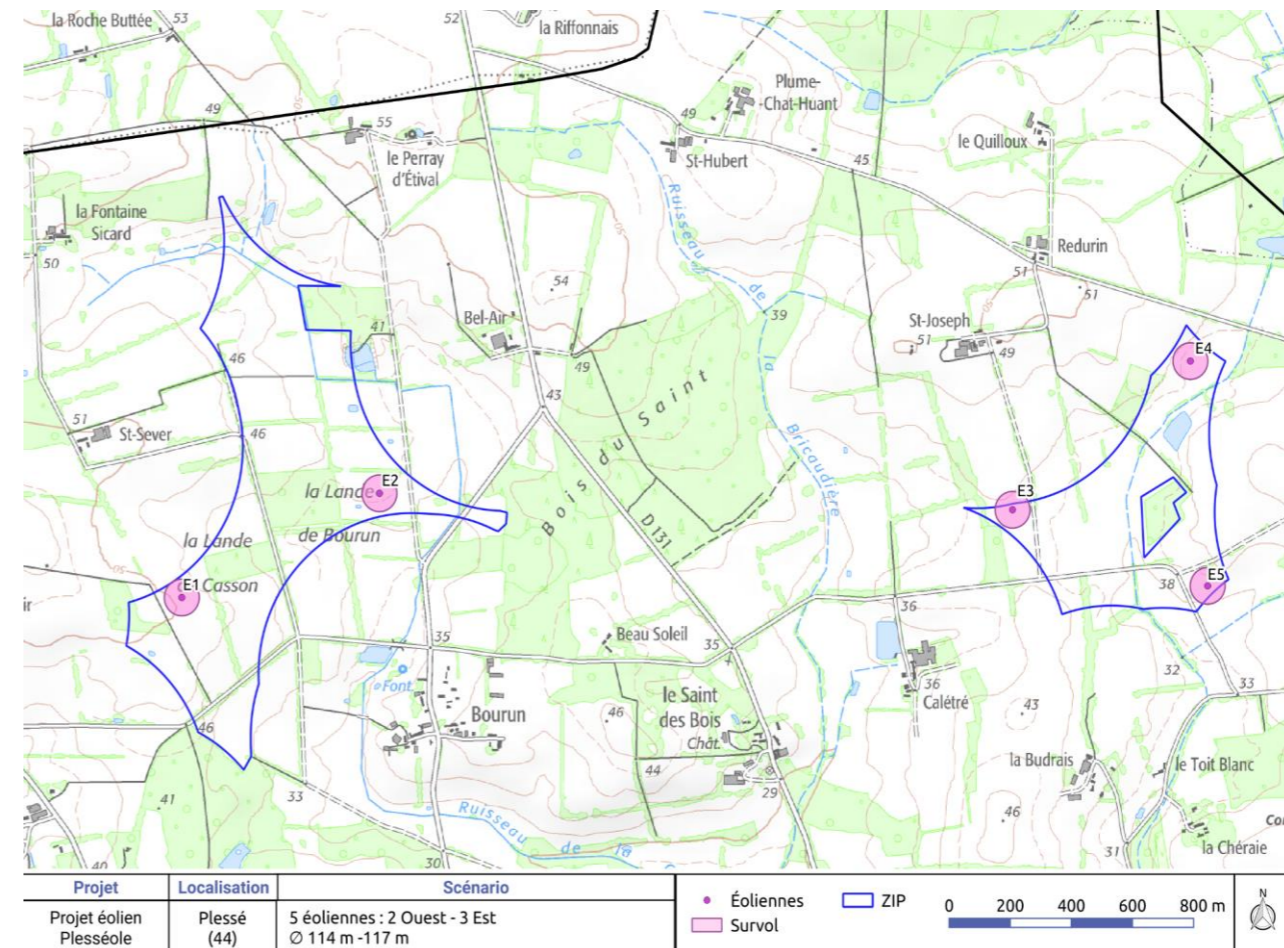 la Roche Buttée
53
52
la Riffonnais
Plume-
Chat-Huant
49
55
49
St-Hubert
45
le Quilloux
le Perray
d'Étival
la Fontaine
Sicard
50
50
Ruisseau de la Bricaudière
Redurin
51
51
54
39
41
Bel-Air
49
St-Joseph
51
49
50
E4
46
43
51
St-Sever
46
Bois du Saint
la Lande
de Bourun
E2
E3
D131
la Lande
Casson
E1
50
38
E5
36
35
Beau Soleil
35
32
33
Font.
le Saint
des Bois
Chât.
36
Calétré
43
46
Bourun
46
la Budrais
le Toit Blanc
44
29
41
33
46
Ruisseau de la
30
40
31
la Chéraie
Projet
Localisation
Scénario
Projet éolien
Plesséole
Plessé
(44)
5 éoliennes : 2 Ouest - 3 Est
Ø 114 m -117 m
Éoliennes
Survol
ZIP
0 200 400 600 800 m
N